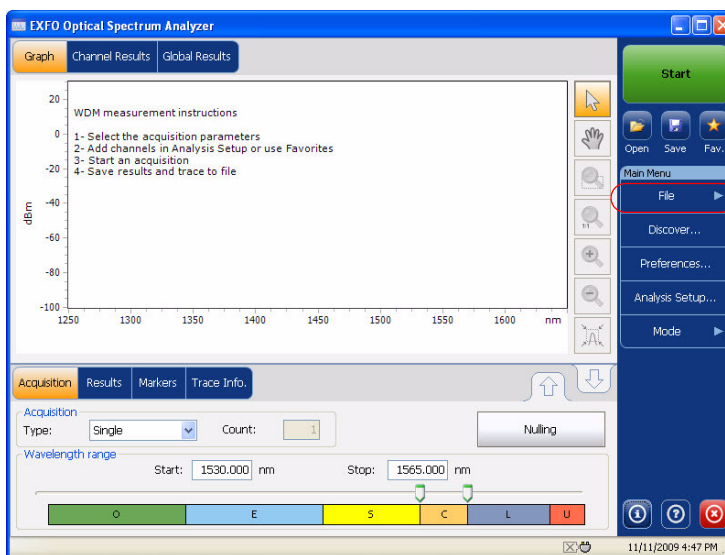 EXFO Optical Spectrum Analyzer
Graph Channel Results Global Results
Start
Open Save Fav.
Main Menu
File
Discover...
Preferences...
Analysis Setup...
Mode
WDM measurement instructions
1- Select the acquisition parameters
2- Add channels in Analysis Setup or use Favorites
3- Start an acquisition
4- Save results and trace to file
20
0
-20
-40
-60
-80
-100
dBm
1250 1300 1350 1400 1450 1500 1550 1600 nm
1:1
Acquisition Results Markers Trace Info.
Acquisition
Type: Single Count: 1
Nulling
Wavelength range
Start: 1530.000 nm Stop: 1565.000 nm
O E S C L U
11/11/2009 4:47 PM